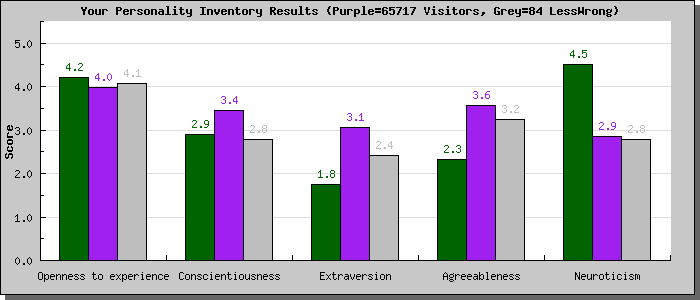 Your Personality Inventory Results (Purple=65717 Visitors, Grey=84 LessWrong)
Score
5.0
4.0
3.0
2.0
1.0
0.0
4.2 4.0 4.1
2.9 3.4 2.8
1.8 3.1 2.4
2.3 3.6 3.2
4.5 2.9 2.8
Openness to experience Conscientiousness Extraversion Agreeableness Neuroticism